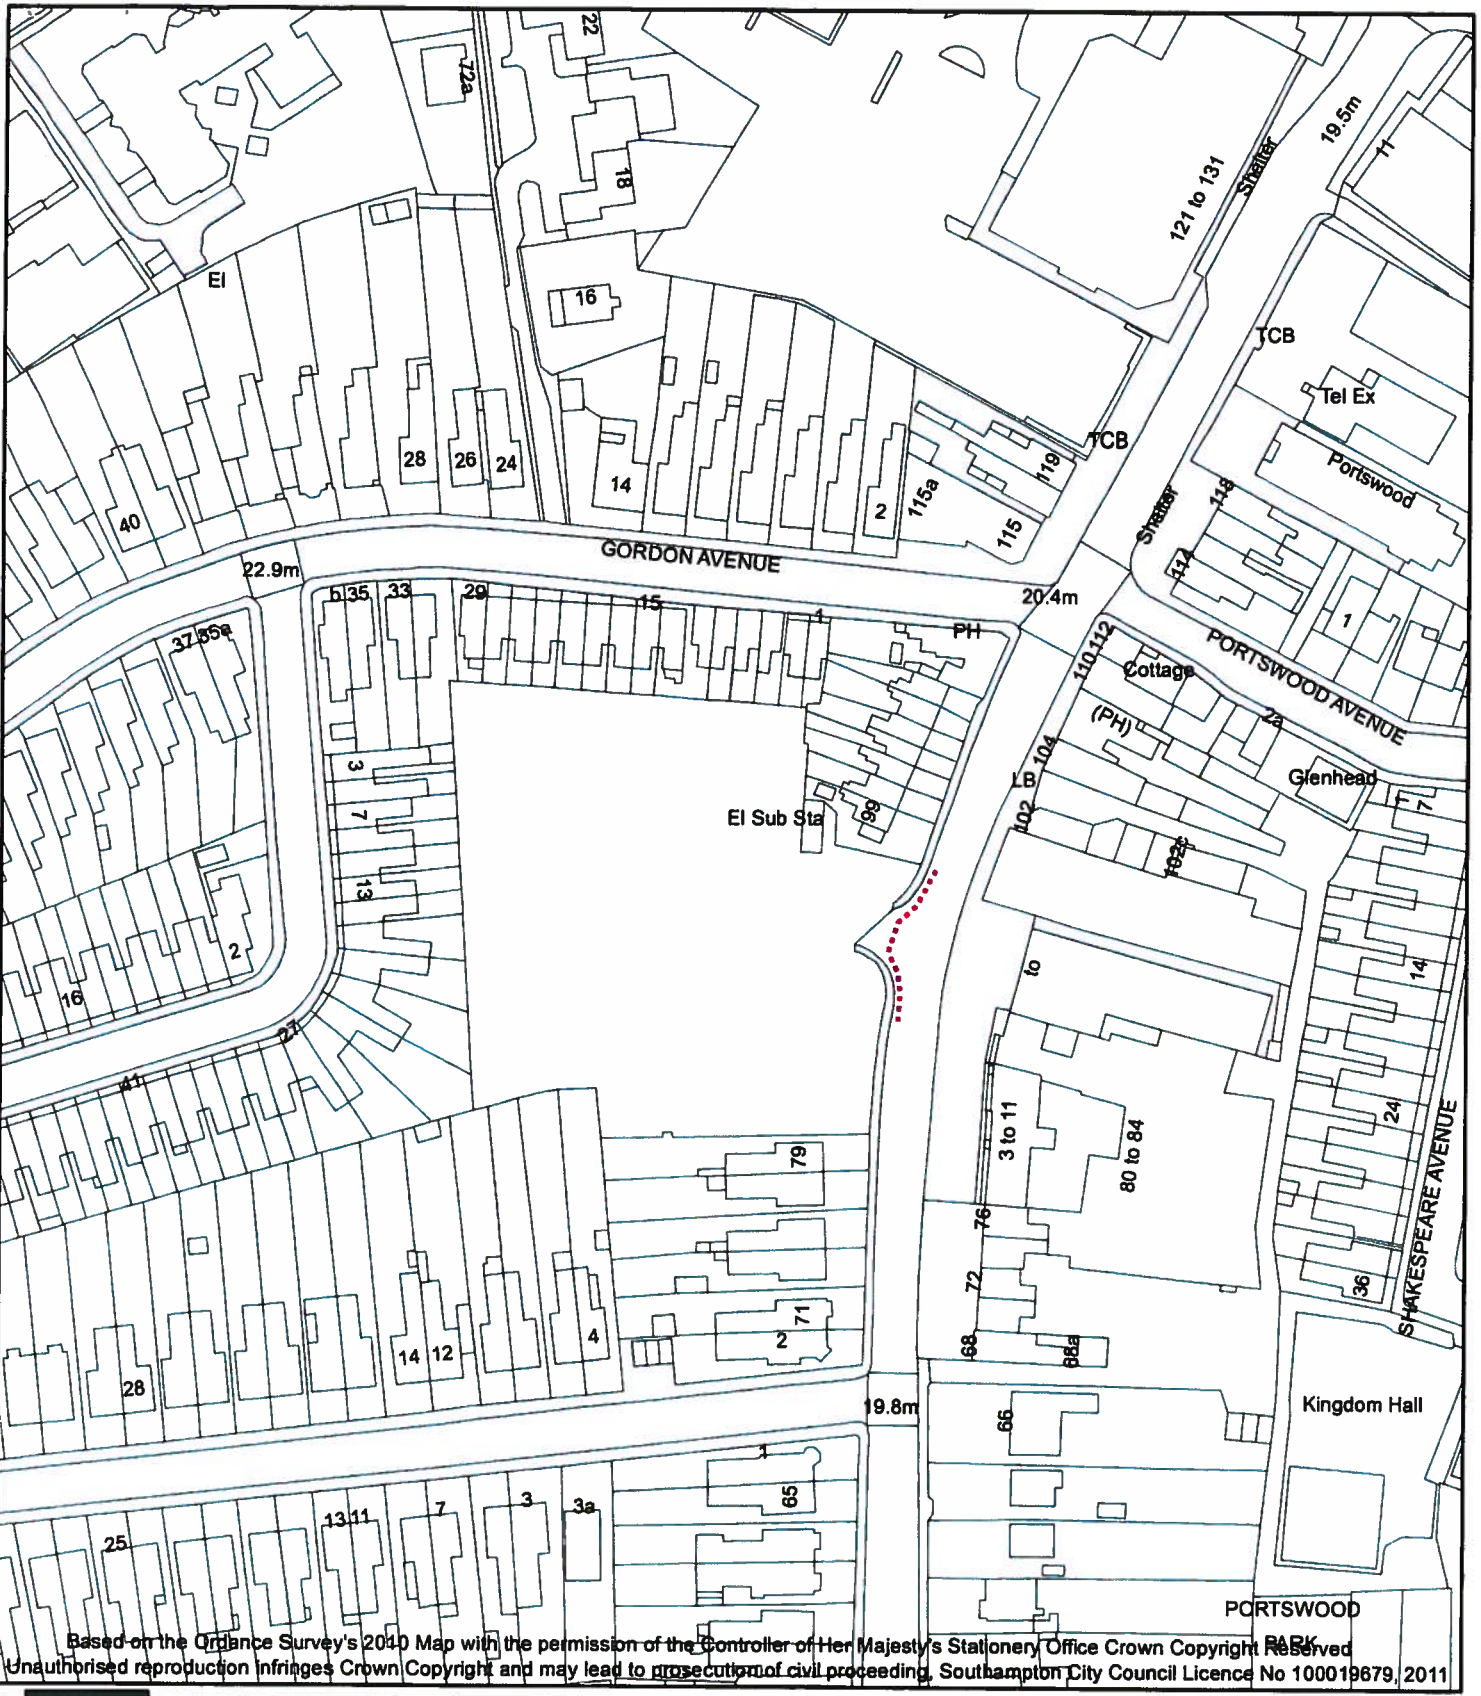 22
72a
19.5m
11
Shelter
18
121 to 131
El
16
TCB
Tel Ex
TCB
28
26
24
14
119
Portswood
115a
118
2
Shelter
40
115
GORDON AVENUE
114
22.9m
35
33
29
15
1
20.4m
1
37
35a
PH
110
112
PORTSWOOD AVENUE
Cottage
2a
(PH)
3
104
LB
Glenhead
7
7
99
El Sub Sta
102
102c
13
2
to
14
16
27
41
3 to 11
24
80 to 84
79
SHAKESPEARE AVENUE
76
72
36
71
2
4
14
12
68
68a
28
19.8m
66
Kingdom Hall
1
65
3
3a
7
13
11
25
PORTSWOOD
PARK
Based on the Ordance Survey's 2010 Map with the permission of the Controller of Her Majesty's Stationery Office Crown Copyright Reserved
Unauthorised reproduction infringes Crown Copyright and may lead to prosecution of civil proceeding, Southampton City Council Licence No 100019679, 2011